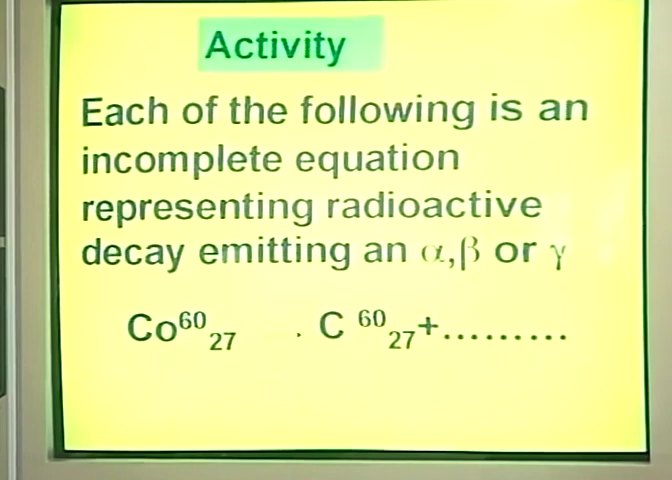 Activity
Each of the following is an
incomplete equation
representing radioactive
decay emitting an α,β or γ
Co⁶⁰₂₇ . C ⁶⁰₂₇+.........